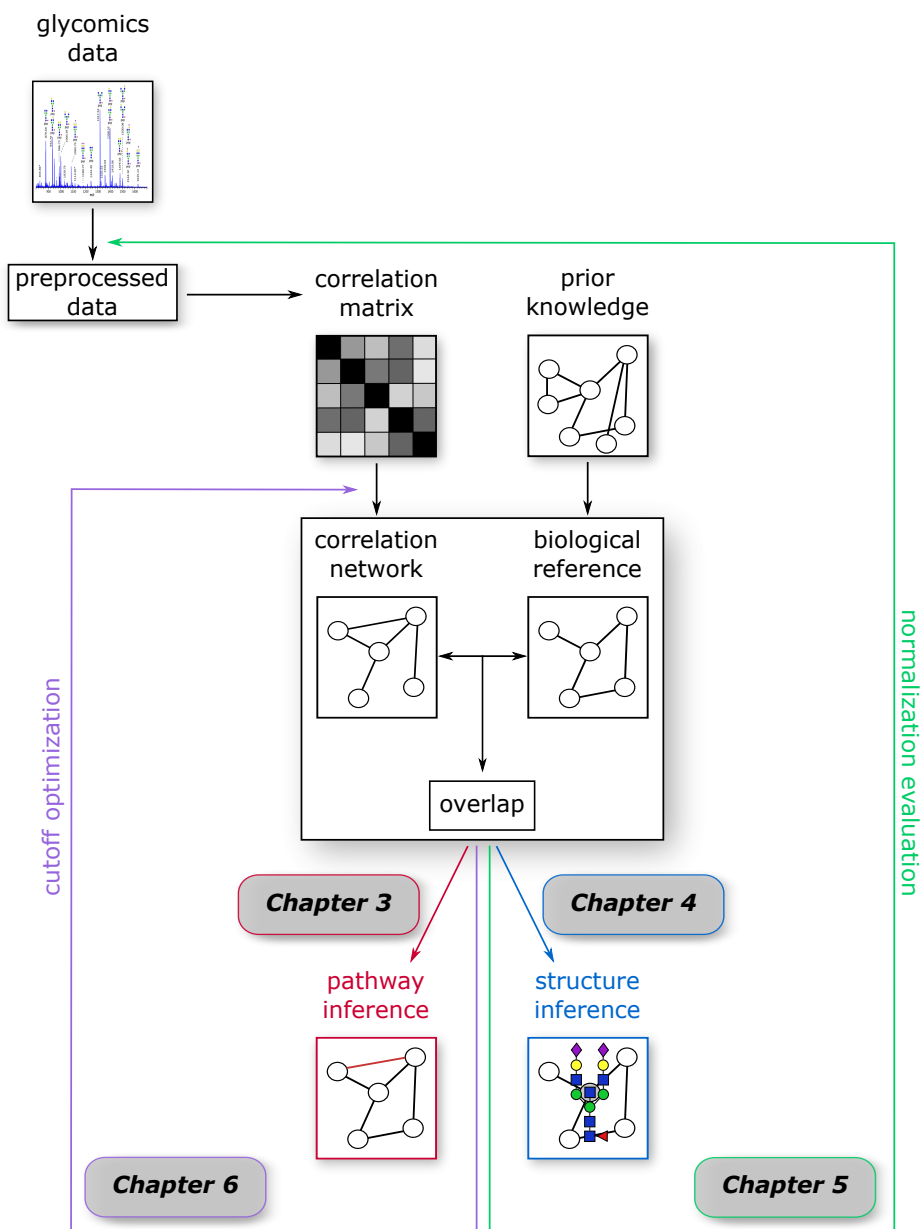 glycomics
data
preprocessed
data
correlation
matrix
prior
knowledge
correlation
network
biological
reference
overlap
cutoff optimization
normalization evaluation
Chapter 3
Chapter 4
pathway
inference
structure
inference
Chapter 6
Chapter 5